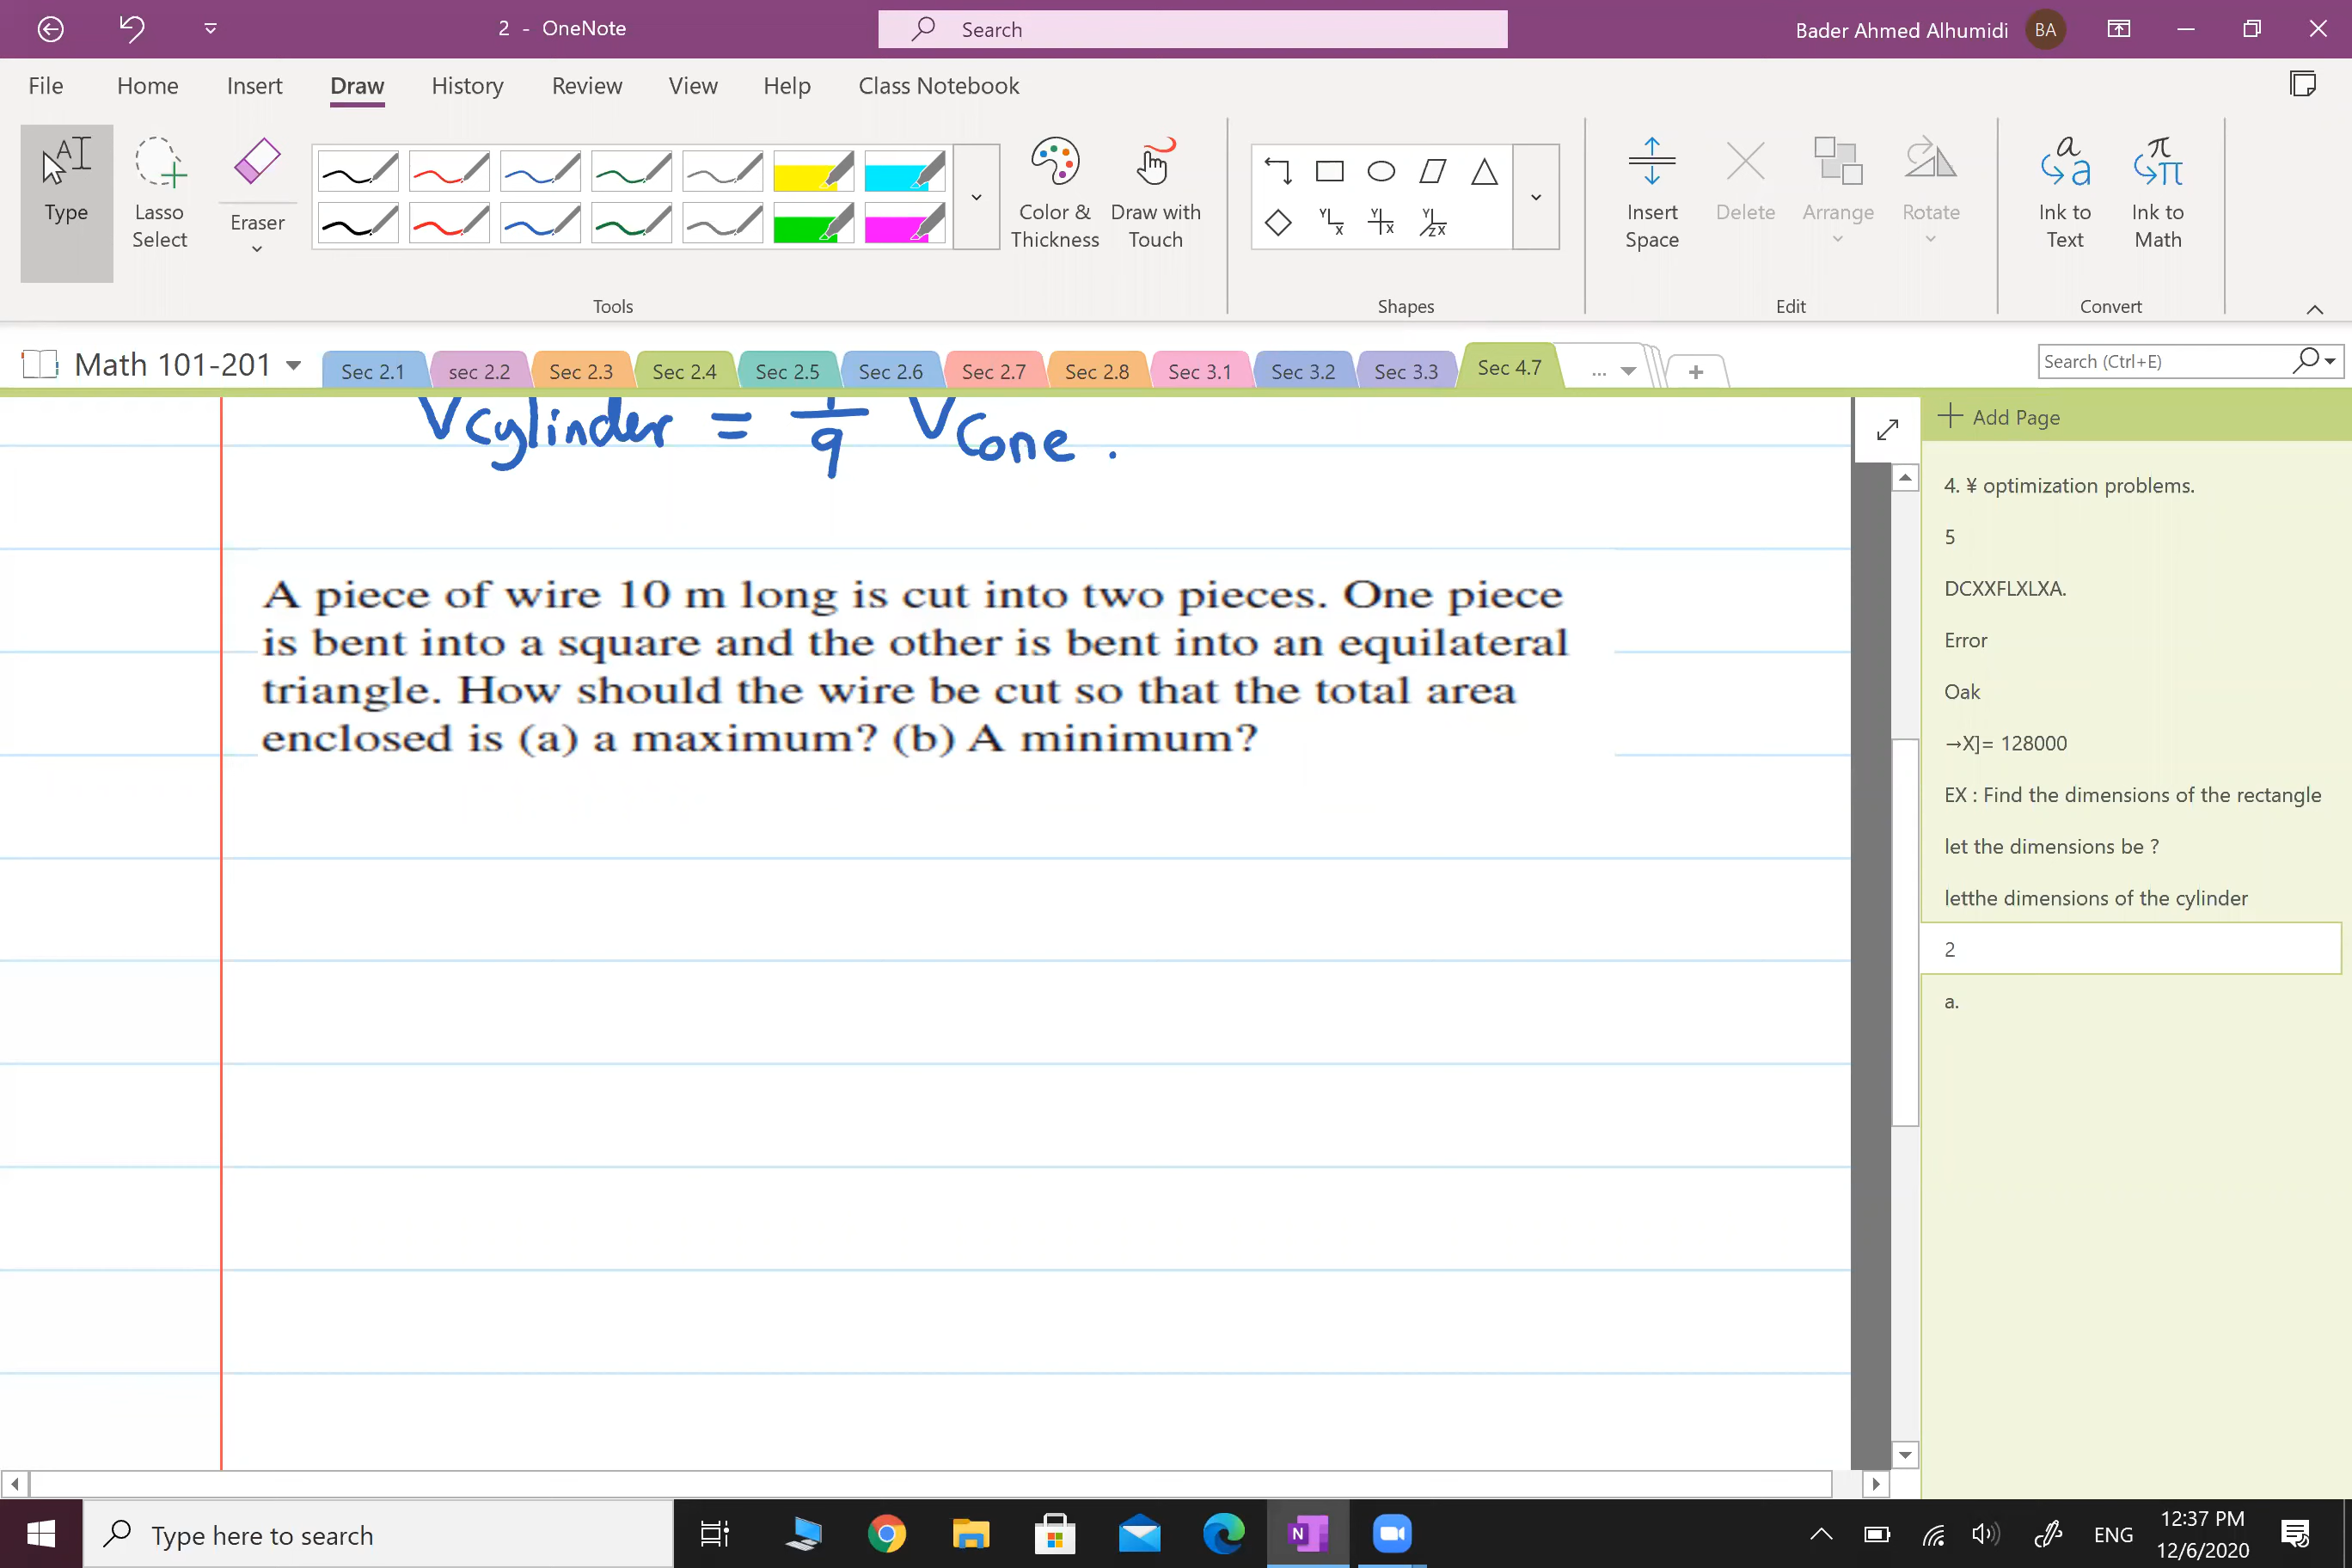 2 - OneNote
Search
Bader Ahmed Alhumidi
BA
File
Home
Insert
Draw
History
Review
View
Help
Class Notebook
Type
Lasso
Select
Eraser
Color &
Thickness
Draw with
Touch
Tools
Y
x
Y
x
Y
zx
Shapes
Insert
Space
Delete
Arrange
Rotate
Edit
a
a
Ink to
Text
π
π
Ink to
Math
Convert
Math 101-201
Sec 2.1
sec 2.2
Sec 2.3
Sec 2.4
Sec 2.5
Sec 2.6
Sec 2.7
Sec 2.8
Sec 3.1
Sec 3.2
Sec 3.3
Sec 4.7
...
+
Search (Ctrl+E)
Vcylinder = 1/9 Vcone.
A piece of wire 10 m long is cut into two pieces. One piece
is bent into a square and the other is bent into an equilateral
triangle. How should the wire be cut so that the total area
enclosed is (a) a maximum? (b) A minimum?
Add Page
4. ¥ optimization problems.
5
DCXXFLXLXA.
Error
Oak
→X]= 128000
EX : Find the dimensions of the rectangle
let the dimensions be ?
letthe dimensions of the cylinder
2
a.
Type here to search
N
ENG
12:37 PM
12/6/2020